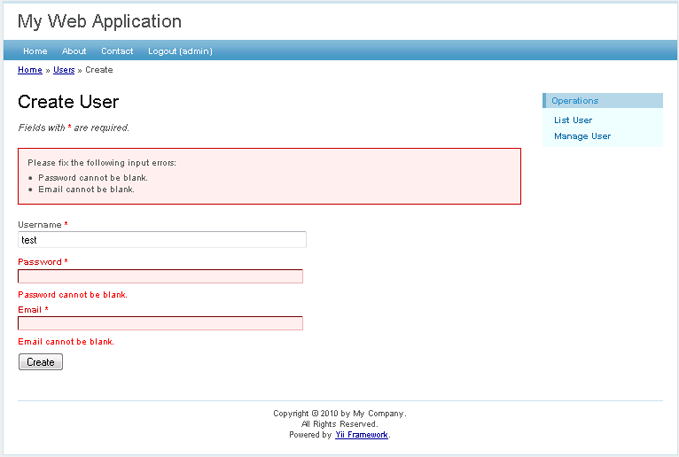 My Web Application
Home About Contact Logout (admin)
Home » Users » Create
Create User
Fields with * are required.
Please fix the following input errors:
• Password cannot be blank.
• Email cannot be blank.
Username *
test
Password *
Password cannot be blank.
Email *
Email cannot be blank.
Create
Operations
List User
Manage User
Copyright © 2010 by My Company.
All Rights Reserved.
Powered by Yii Framework.